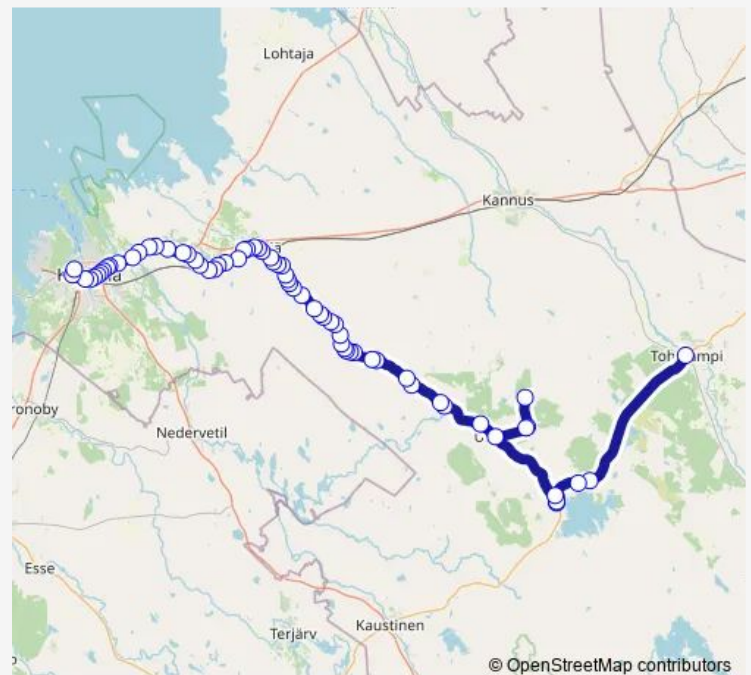 Lohtaja
Kannus
Nedervetil
Esse
Terjärv
Kaustinen
© OpenStreetMap contributors